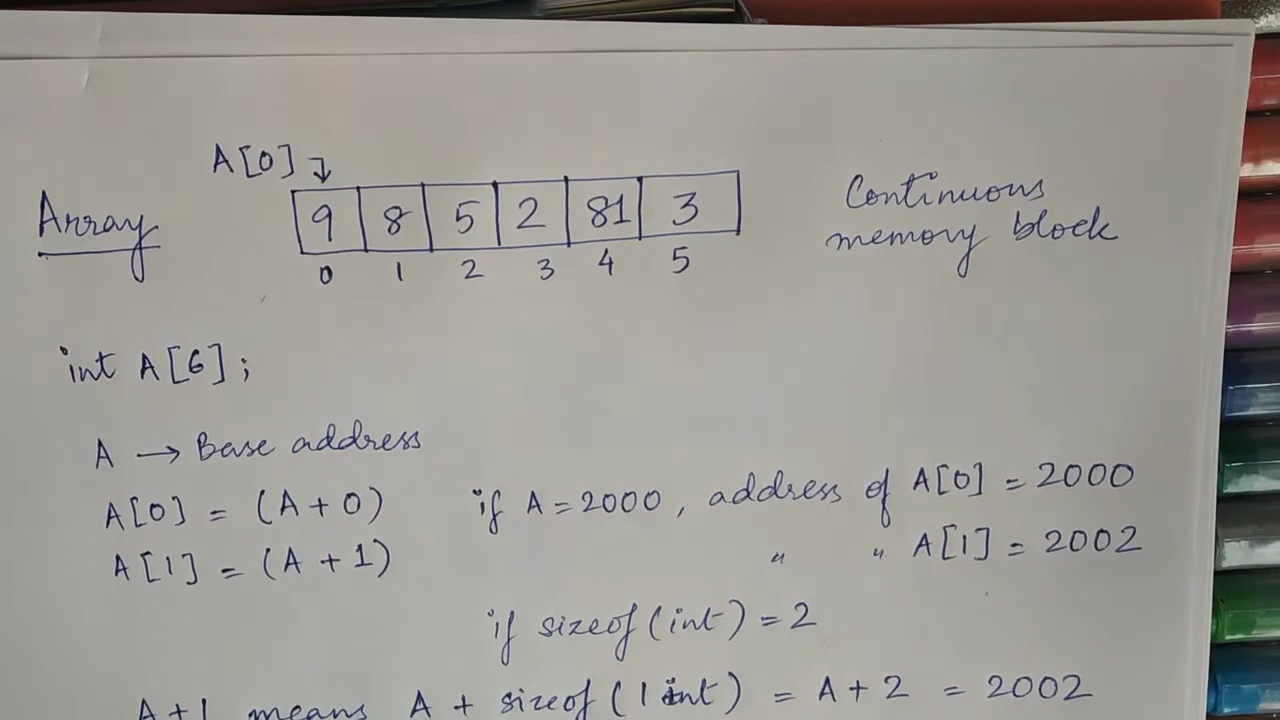 A[0]
Array 9 8 5 2 81 3 Continuous
memory block
0 1 2 3 4 5
int A[6];
A → Base address
A[0] = (A+0) if A = 2000, address of A[0] = 2000
A[1] = (A+1) " " A[1] = 2002
if sizeof(int) = 2
A+1 means A + sizeof(1 int) = A+2 = 2002